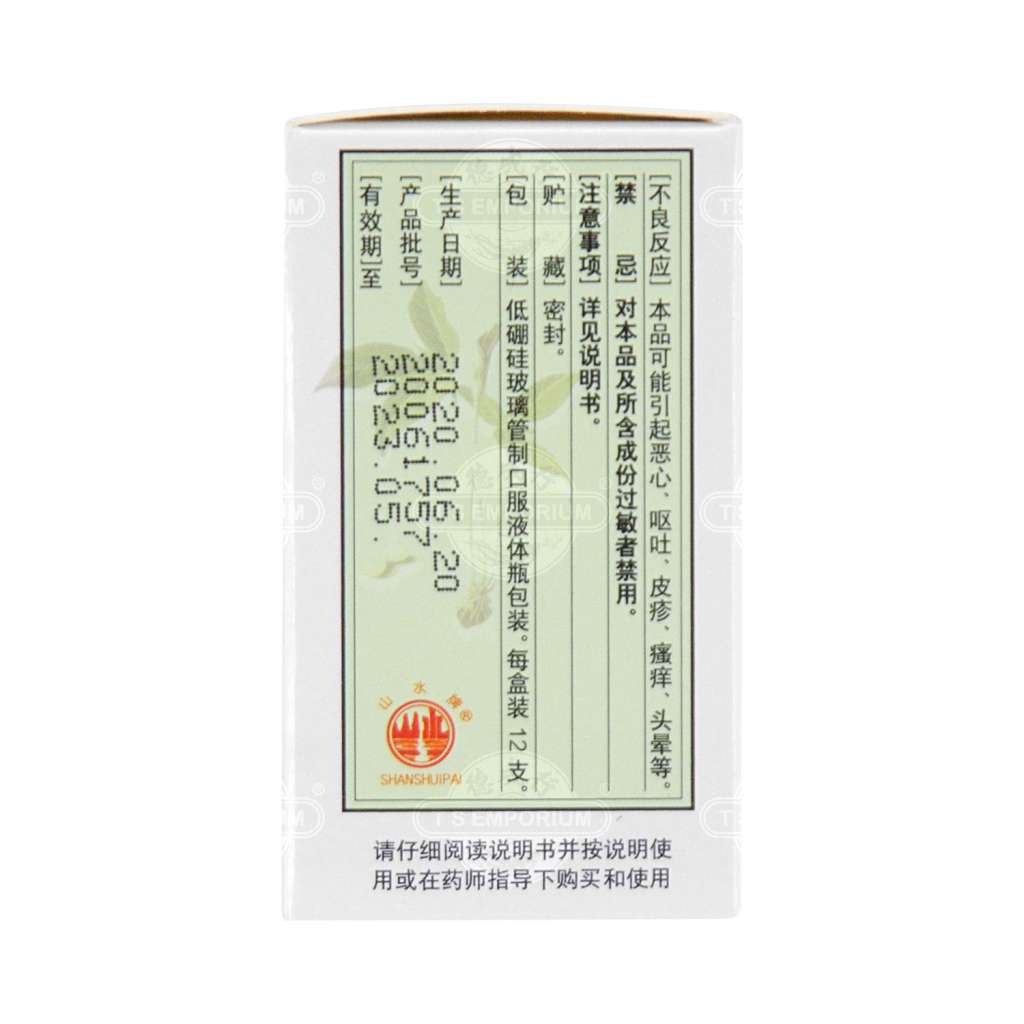 [不良反应] 本品可能引起恶心、呕吐、皮疹、瘙痒、头晕等。
[禁 忌] 对本品及所含成份过敏者禁用。
[注意事项] 详见说明书。
[贮 藏] 密封。
[包 装] 低硼硅玻璃管制口服液体瓶包装。每盒装 12支。
[生产日期] 2020.06.20
[产品批号] 20061757
[有效期]至 2023.05.
山水牌®
SHANSHUIPAI
请仔细阅读说明书并按说明使
用或在药师指导下购买和使用
T S EMPORIUM
T S EMPORIUM
T S EMPORIUM